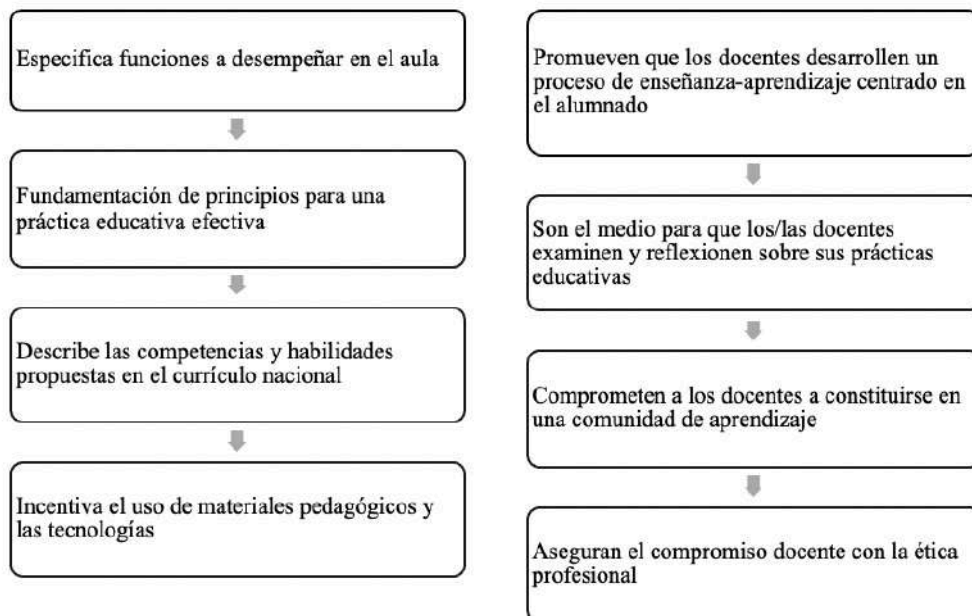 Especifica funciones a desempeñar en el aula
Fundamentación de principios para una
práctica educativa efectiva
Describe las competencias y habilidades
propuestas en el currículo nacional
Incentiva el uso de materiales pedagógicos y
las tecnologías
Promueven que los docentes desarrollen un
proceso de enseñanza-aprendizaje centrado en
el alumnado
Son el medio para que los/las docentes
examinen y reflexionen sobre sus prácticas
educativas
Comprometen a los docentes a constituirse en
una comunidad de aprendizaje
Aseguran el compromiso docente con la ética
profesional